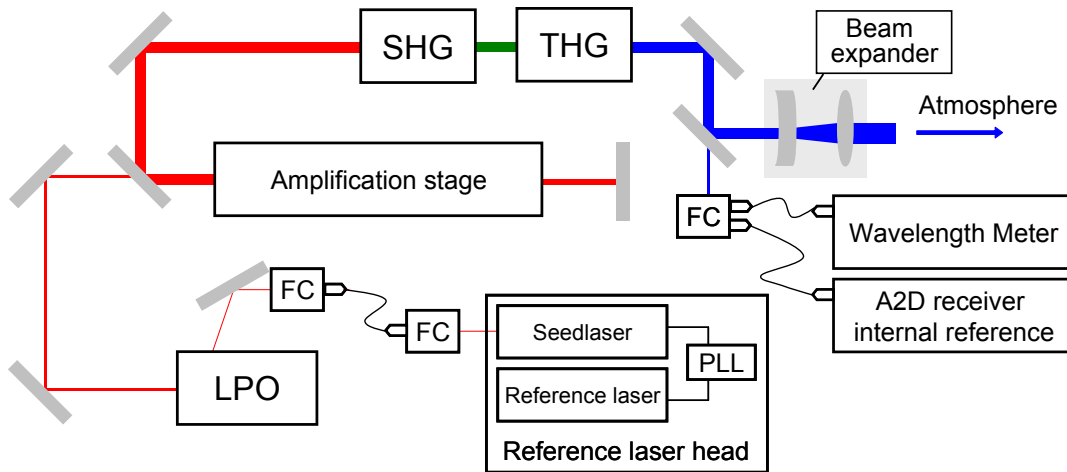 SHG
THG
Beam
expander
Atmosphere
Amplification stage
FC
Wavelength Meter
A2D receiver
internal reference
FC
FC
Seedlaser
PLL
Reference laser
LPO
Reference laser head